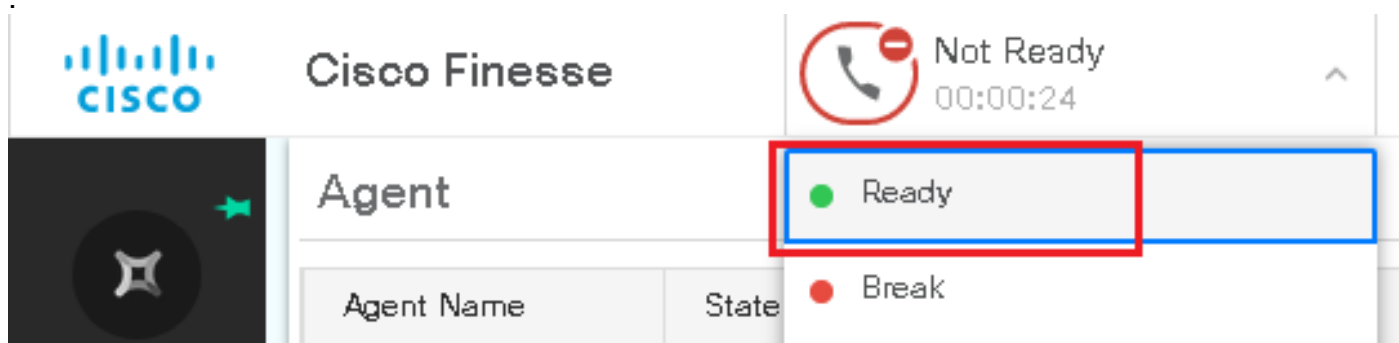 .
CISCO
Cisco Finesse
Not Ready
00:00:24
Agent
Ready
Agent Name
State
Break